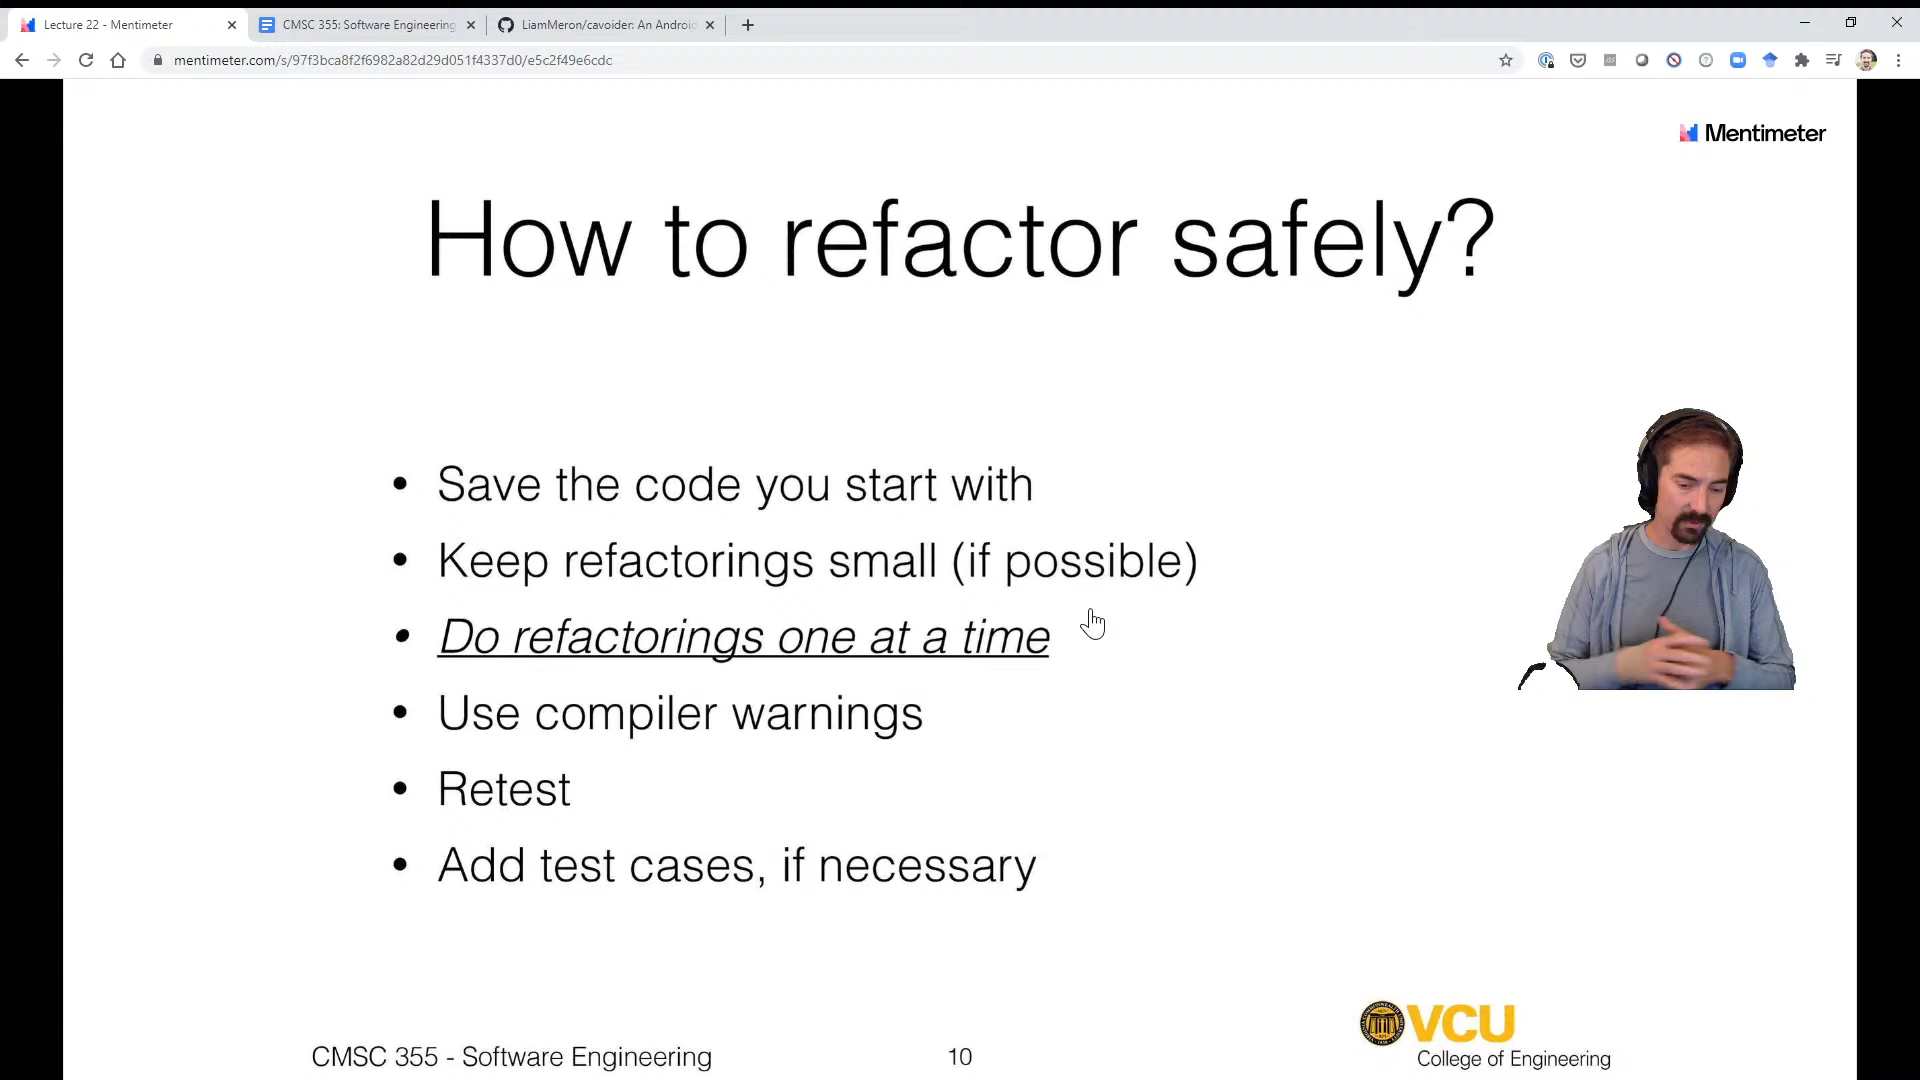 Lecture 22 - Mentimeter
CMSC 355: Software Engineering
LiamMeron/cavoider: An Androi
mentimeter.com/s/97f3bca8f2f6982a82d29d051f4337d0/e5c2f49e6cdc
Mentimeter
How to refactor safely?
• Save the code you start with
• Keep refactorings small (if possible)
• Do refactorings one at a time
• Use compiler warnings
• Retest
• Add test cases, if necessary
VCU
College of Engineering
CMSC 355 - Software Engineering
10